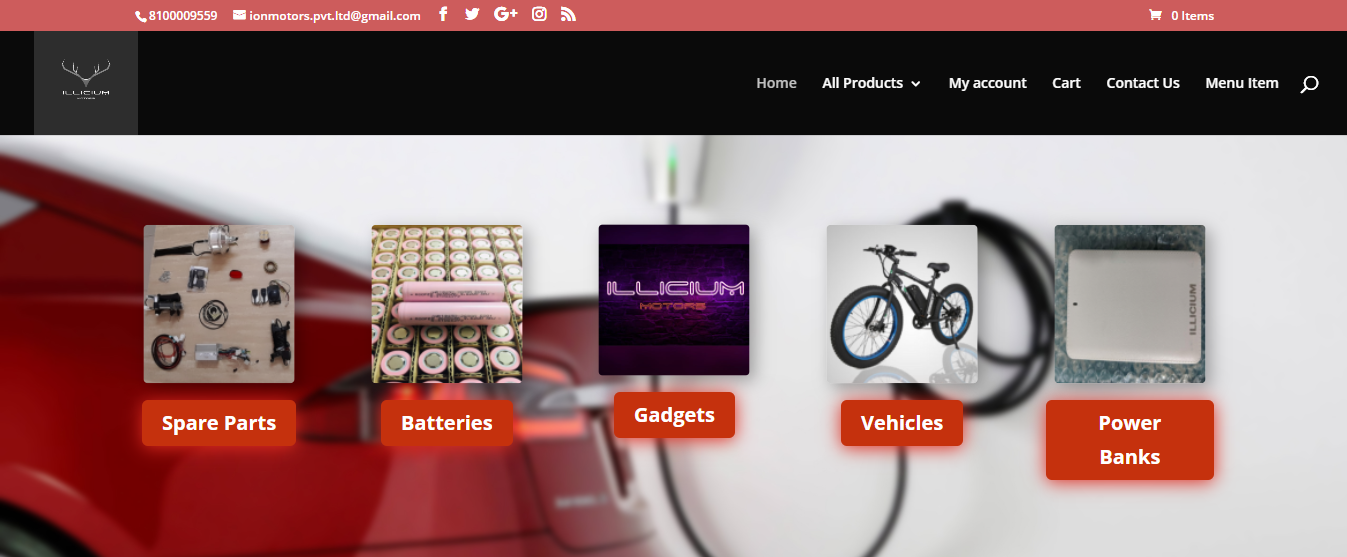 8100009559 ionmotors.pvt.ltd@gmail.com 0 Items
ILLICIUM
Home All Products My account Cart Contact Us Menu Item
ILLICIUM
MOTORS
ILLICIUM
Spare Parts Batteries Gadgets Vehicles Power
Banks